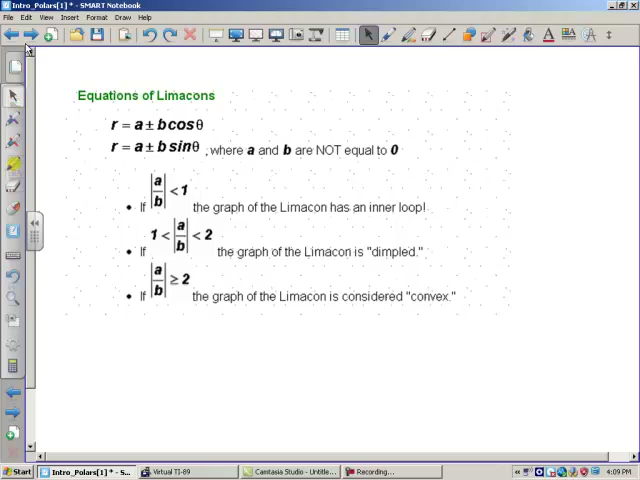 Intro_Polars[1] * - SMART Notebook
File Edit View Insert Format Draw Help
Equations of Limacons
r = a ± b cos θ
r = a ± b sin θ , where a and b are NOT equal to 0
• If |a/b| < 1 the graph of the Limacon has an inner loop!
• If 1 < |a/b| < 2 the graph of the Limacon is "dimpled."
• If |a/b| ≥ 2 the graph of the Limacon is considered "convex."
Start Intro_Polars[1] * - S... Virtual TI-89 Camtasia Studio - Untitle... Recording... 4:09 PM